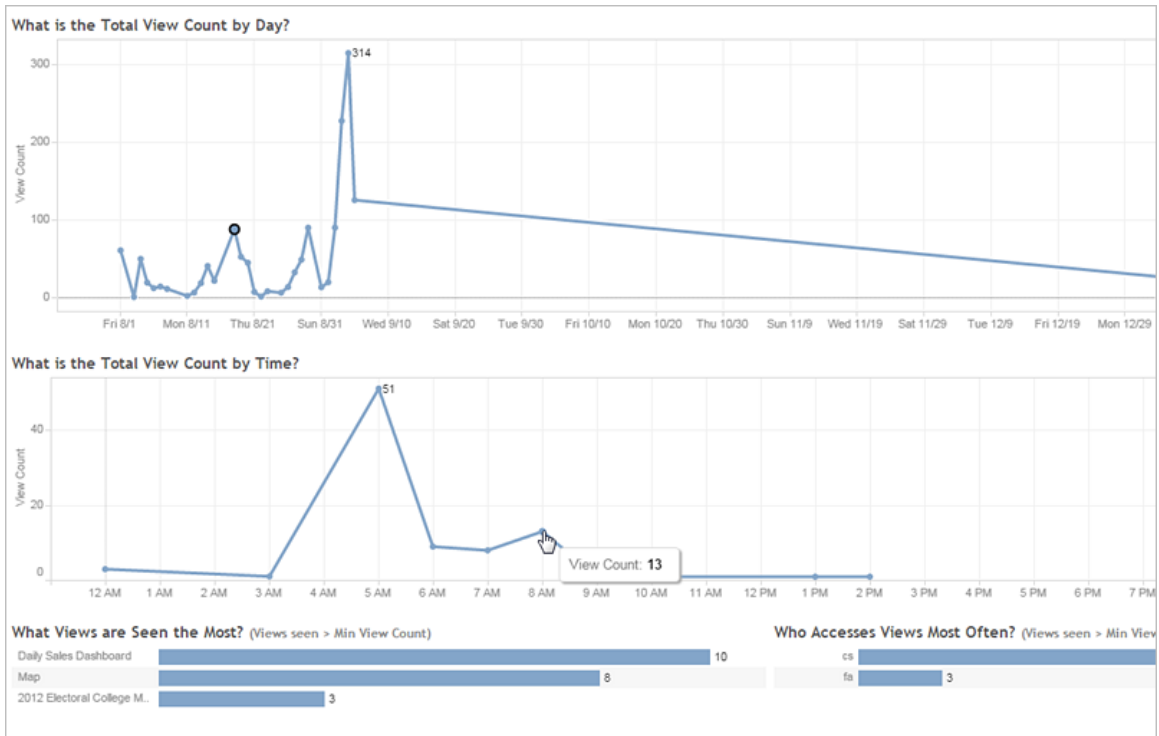 What is the Total View Count by Day?
314
300
200
100
0
View Count
Fri 8/1 Mon 8/11 Thu 8/21 Sun 8/31 Wed 9/10 Sat 9/20 Tue 9/30 Fri 10/10 Mon 10/20 Thu 10/30 Sun 11/9 Wed 11/19 Sat 11/29 Tue 12/9 Fri 12/19 Mon 12/29
What is the Total View Count by Time?
51
40
20
0
View Count
View Count: 13
12 AM 1 AM 2 AM 3 AM 4 AM 5 AM 6 AM 7 AM 8 AM 9 AM 10 AM 11 AM 12 PM 1 PM 2 PM 3 PM 4 PM 5 PM 6 PM 7 PM
What Views are Seen the Most? (Views seen > Min View Count)
Daily Sales Dashboard 10
Map 8
2012 Electoral College M.. 3
Who Accesses Views Most Often? (Views seen > Min View
cs
fa 3